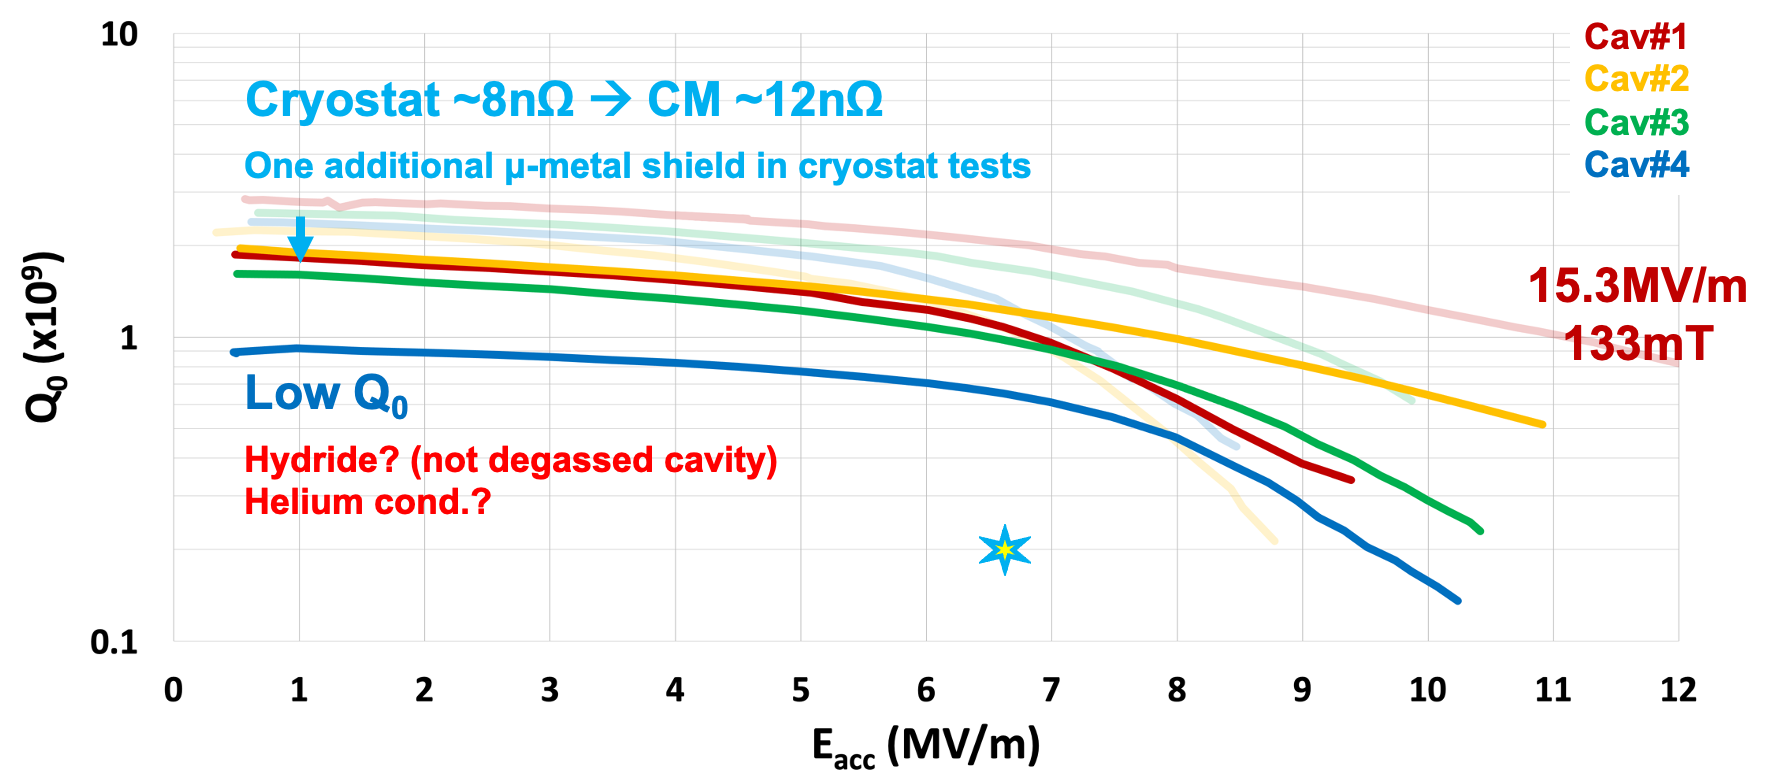 10
Cav#1
Cav#2
Cryostat ~8nΩ → CM ~12nΩ
Cav#3
One additional μ-metal shield in cryostat tests
Cav#4
15.3MV/m
133mT
1
Q₀ (x10⁹)
Low Q₀
Hydride? (not degassed cavity)
Helium cond.?
0.1
0 1 2 3 4 5 6 7 8 9 10 11 12
Eacc (MV/m)